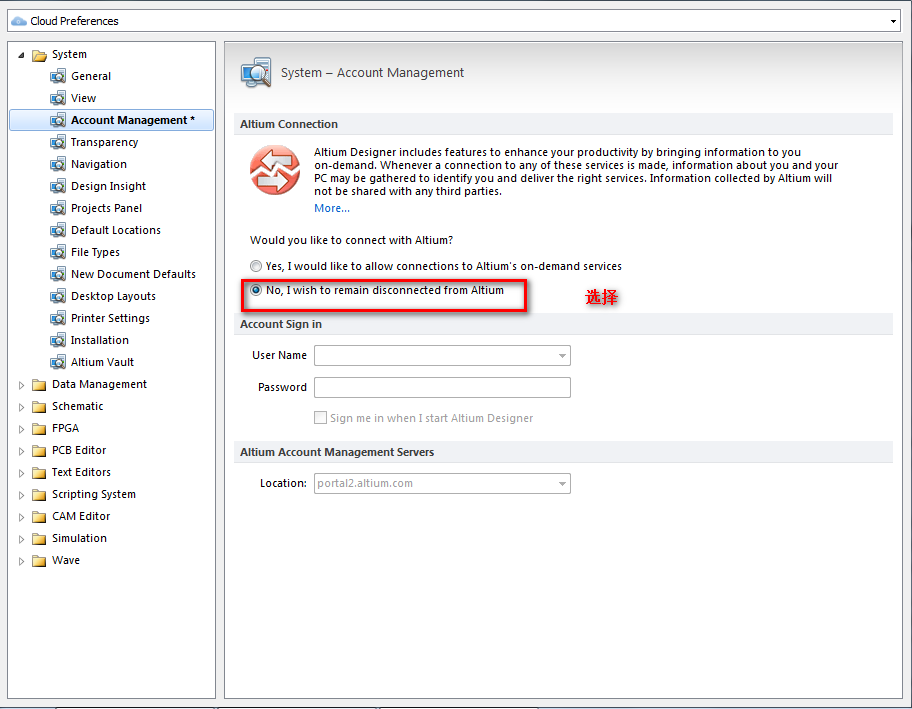 Cloud Preferences
System
General
View
Account Management *
Transparency
Navigation
Design Insight
Projects Panel
Default Locations
File Types
New Document Defaults
Desktop Layouts
Printer Settings
Installation
Altium Vault
Data Management
Schematic
FPGA
PCB Editor
Text Editors
Scripting System
CAM Editor
Simulation
Wave
System – Account Management
Altium Connection
Altium Designer includes features to enhance your productivity by bringing information to you
on-demand. Whenever a connection to any of these services is made, information about you and your
PC may be gathered to identify you and deliver the right services. Information collected by Altium will
not be shared with any third parties.
More...
Would you like to connect with Altium?
Yes, I would like to allow connections to Altium's on-demand services
No, I wish to remain disconnected from Altium
选择
Account Sign in
User Name
Password
Sign me in when I start Altium Designer
Altium Account Management Servers
Location: portal2.altium.com